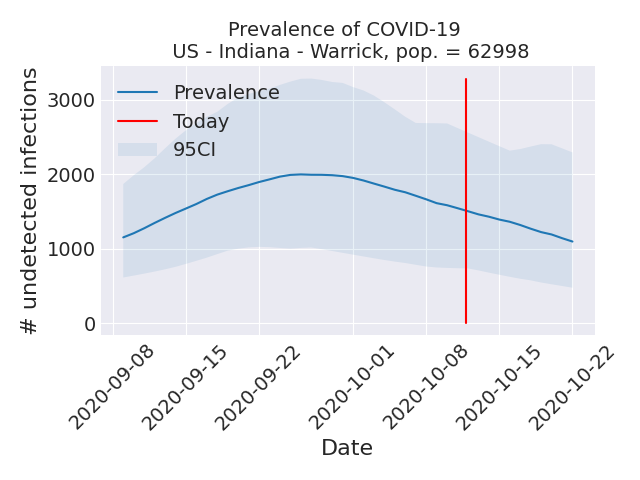 Prevalence of COVID-19
US - Indiana - Warrick, pop. = 62998
# undetected infections
3000
2000
1000
0
Prevalence
Today
95CI
2020-09-08
2020-09-15
2020-09-22
2020-10-01
2020-10-08
2020-10-15
2020-10-22
Date